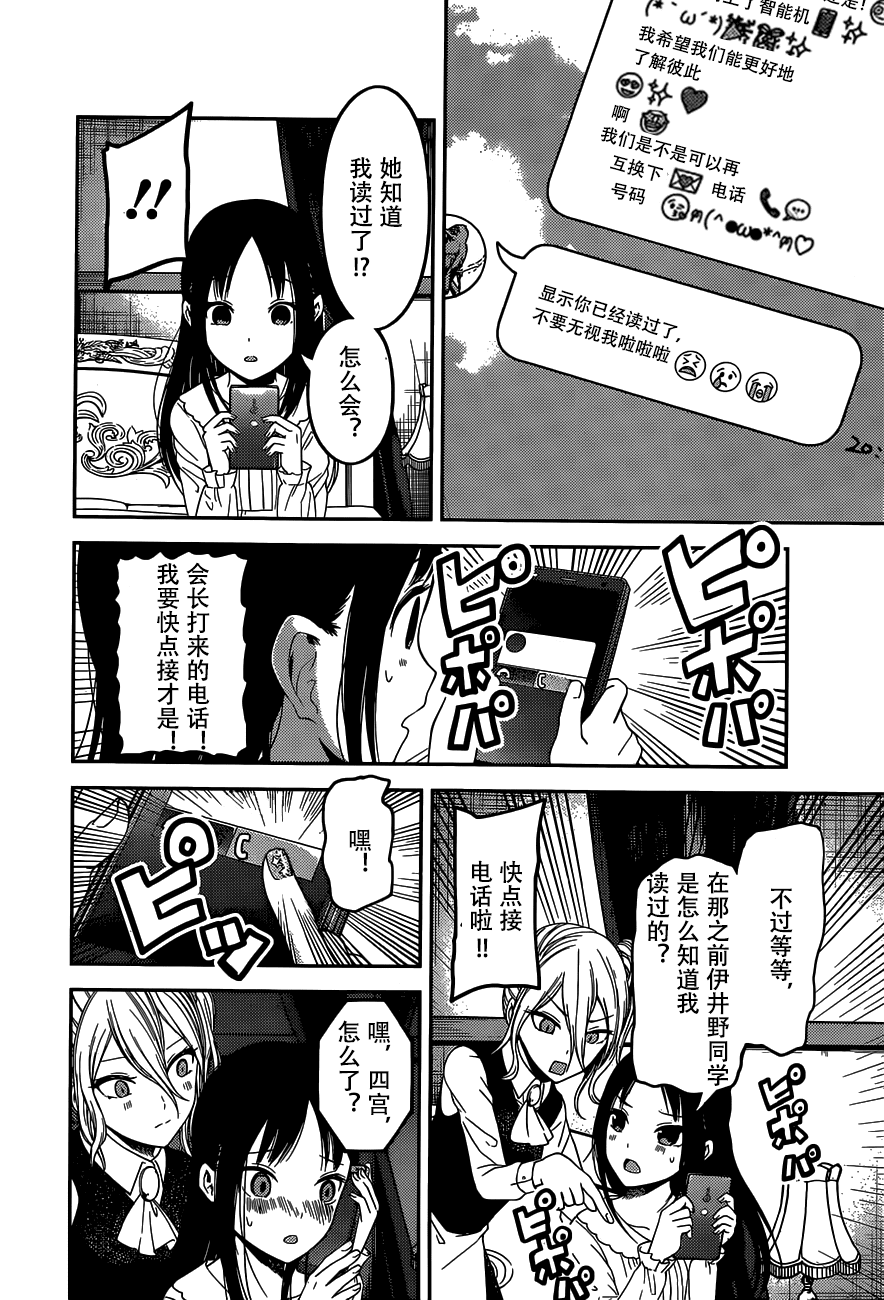 智能机
我希望我们能更好地
了解彼此
啊
我们是不是可以再
互换下 电话
号码
显示你已经读过了,
不要无视我啦啦啦
20:
她知道
我读过了!?
怎么会?
!!
ピポパ
ピポパ
会长打来的电话!
我要快点接才是!
不过等等,
在那之前伊井野同学
是怎么知道我
读过的?
快点接
电话啦!!
ピポパ
ピポパ
嘿!
ピッ
嘿,四宫,
怎么了?